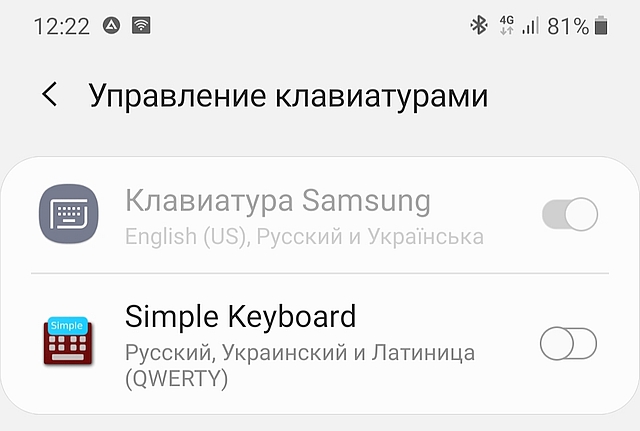 12:22 4G 81%
Управление клавиатурами
Клавиатура Samsung
English (US), Русский и Українська
Simple
Simple Keyboard
Русский, Украинский и Латиница
(QWERTY)